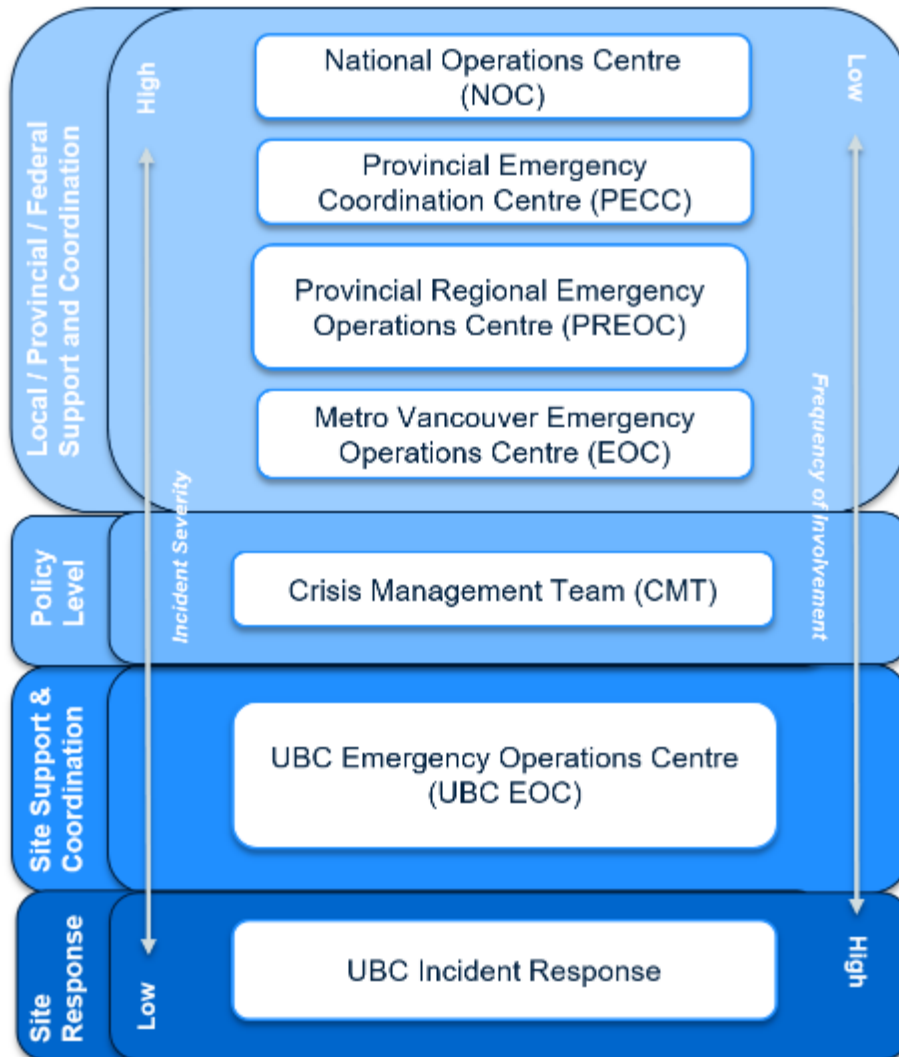 Local / Provincial / Federal
Support and Coordination
High
Low
National Operations Centre
(NOC)
Provincial Emergency
Coordination Centre (PECC)
Provincial Regional Emergency
Operations Centre (PREOC)
Metro Vancouver Emergency
Operations Centre (EOC)
Incident Severity
Frequency of Involvement
Policy
Level
Crisis Management Team (CMT)
Site Support &
Coordination
UBC Emergency Operations Centre
(UBC EOC)
Site
Response
Low
UBC Incident Response
High